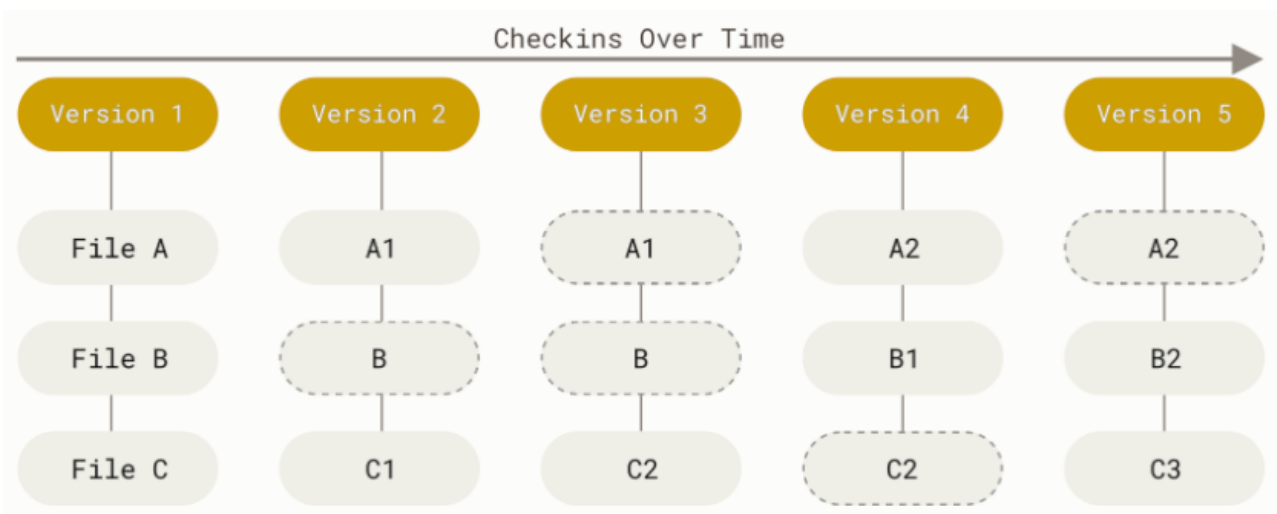 Checkins Over Time
Version 1 Version 2 Version 3 Version 4 Version 5
File A A1 A1 A2 A2
File B B B B1 B2
File C C1 C2 C2 C3